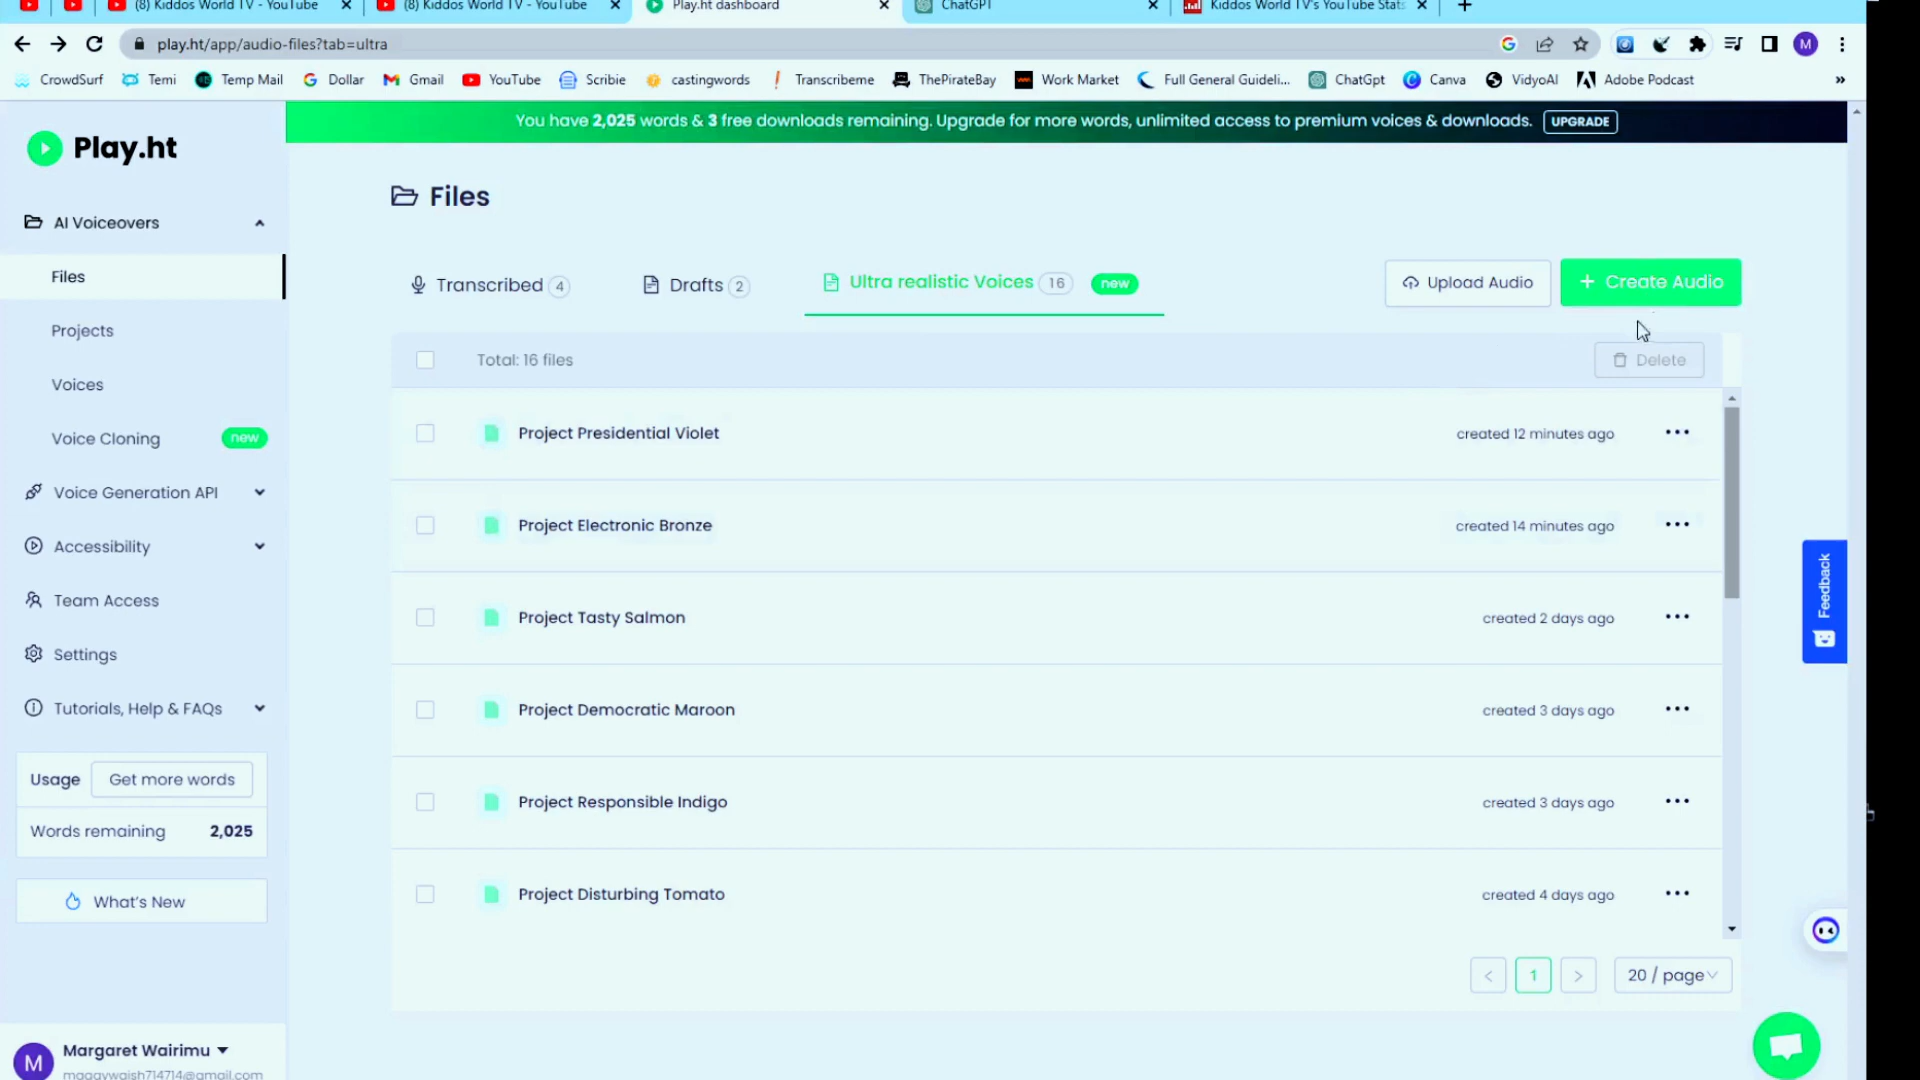 (8) Kiddos World TV - YouTube
(8) Kiddos World TV - YouTube
Play.ht dashboard
ChatGPT
Kiddos World TV's YouTube Stats
play.ht/app/audio-files?tab=ultra
M
CrowdSurf
Temi
Temp Mail
Dollar
Gmail
YouTube
Scribie
castingwords
Transcribeme
ThePirateBay
Work Market
Full General Guideli...
ChatGpt
Canva
VidyoAI
Adobe Podcast
»
You have 2,025 words & 3 free downloads remaining. Upgrade for more words, unlimited access to premium voices & downloads. UPGRADE
Play.ht
AI Voiceovers
Files
Projects
Voices
Voice Cloning new
Voice Generation API
Accessibility
Team Access
Settings
Tutorials, Help & FAQs
Usage Get more words
Words remaining 2,025
What's New
M
Margaret Wairimu
maggywaish714714@gmail.com
Files
Transcribed 4
Drafts 2
Ultra realistic Voices 16 new
Upload Audio
+ Create Audio
Total: 16 files
Delete
Project Presidential Violet created 12 minutes ago
Project Electronic Bronze created 14 minutes ago
Project Tasty Salmon created 2 days ago
Project Democratic Maroon created 3 days ago
Project Responsible Indigo created 3 days ago
Project Disturbing Tomato created 4 days ago
< 1 > 20 / page
Feedback